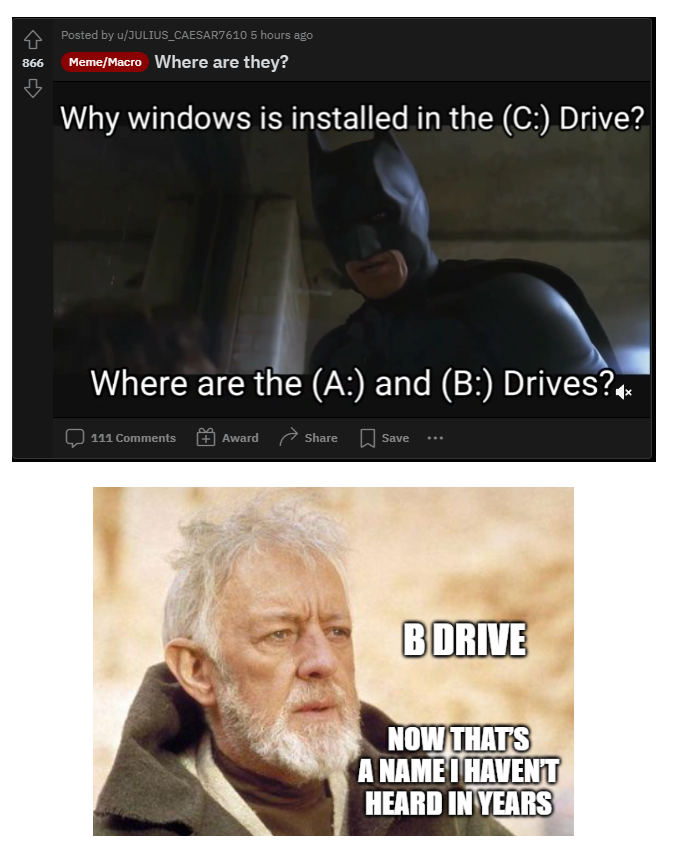 Posted by u/JULIUS_CAESAR7610 5 hours ago
866
Meme/Macro Where are they?
Why windows is installed in the (C:) Drive?
Where are the (A:) and (B:) Drives?
111 Comments Award Share Save
B DRIVE
NOW THAT'S
A NAME I HAVEN'T
HEARD IN YEARS